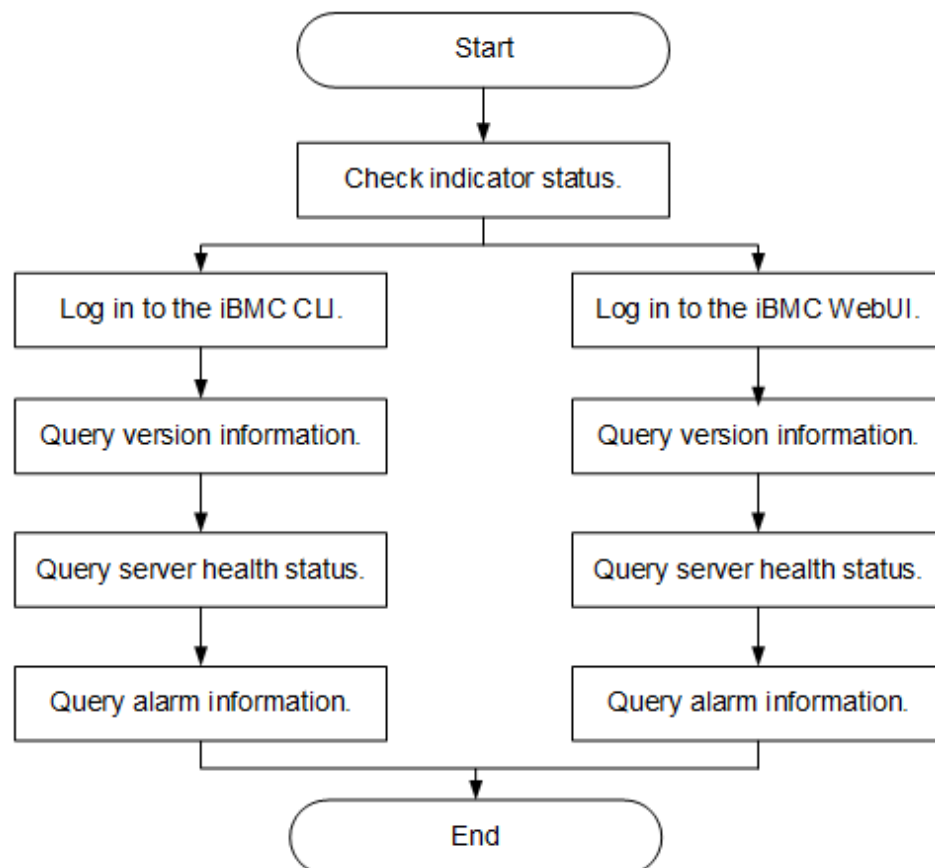 Start
Check indicator status.
Log in to the iBMC CLI.
Log in to the iBMC WebUI.
Query version information.
Query version information.
Query server health status.
Query server health status.
Query alarm information.
Query alarm information.
End